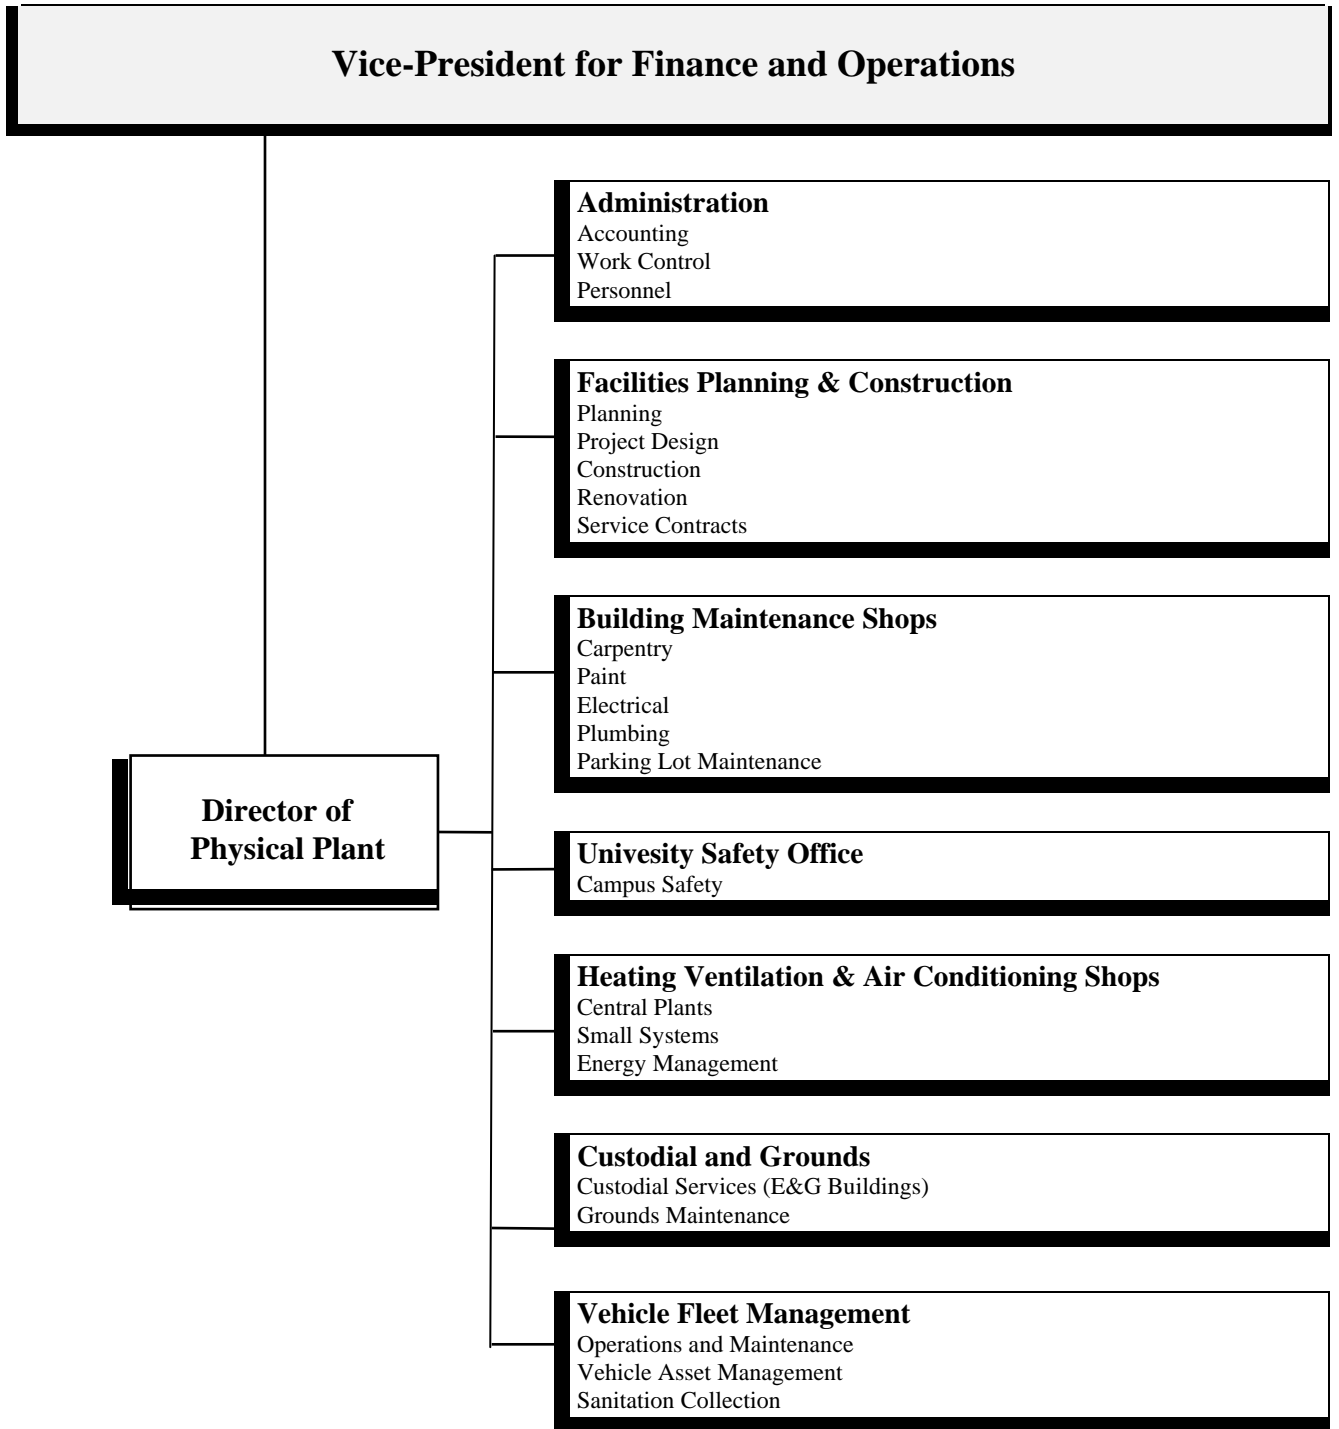 Vice-President for Finance and Operations
Administration
Accounting
Work Control
Personnel
Facilities Planning & Construction
Planning
Project Design
Construction
Renovation
Service Contracts
Building Maintenance Shops
Carpentry
Paint
Electrical
Plumbing
Parking Lot Maintenance
Director of
Physical Plant
Univesity Safety Office
Campus Safety
Heating Ventilation & Air Conditioning Shops
Central Plants
Small Systems
Energy Management
Custodial and Grounds
Custodial Services (E&G Buildings)
Grounds Maintenance
Vehicle Fleet Management
Operations and Maintenance
Vehicle Asset Management
Sanitation Collection